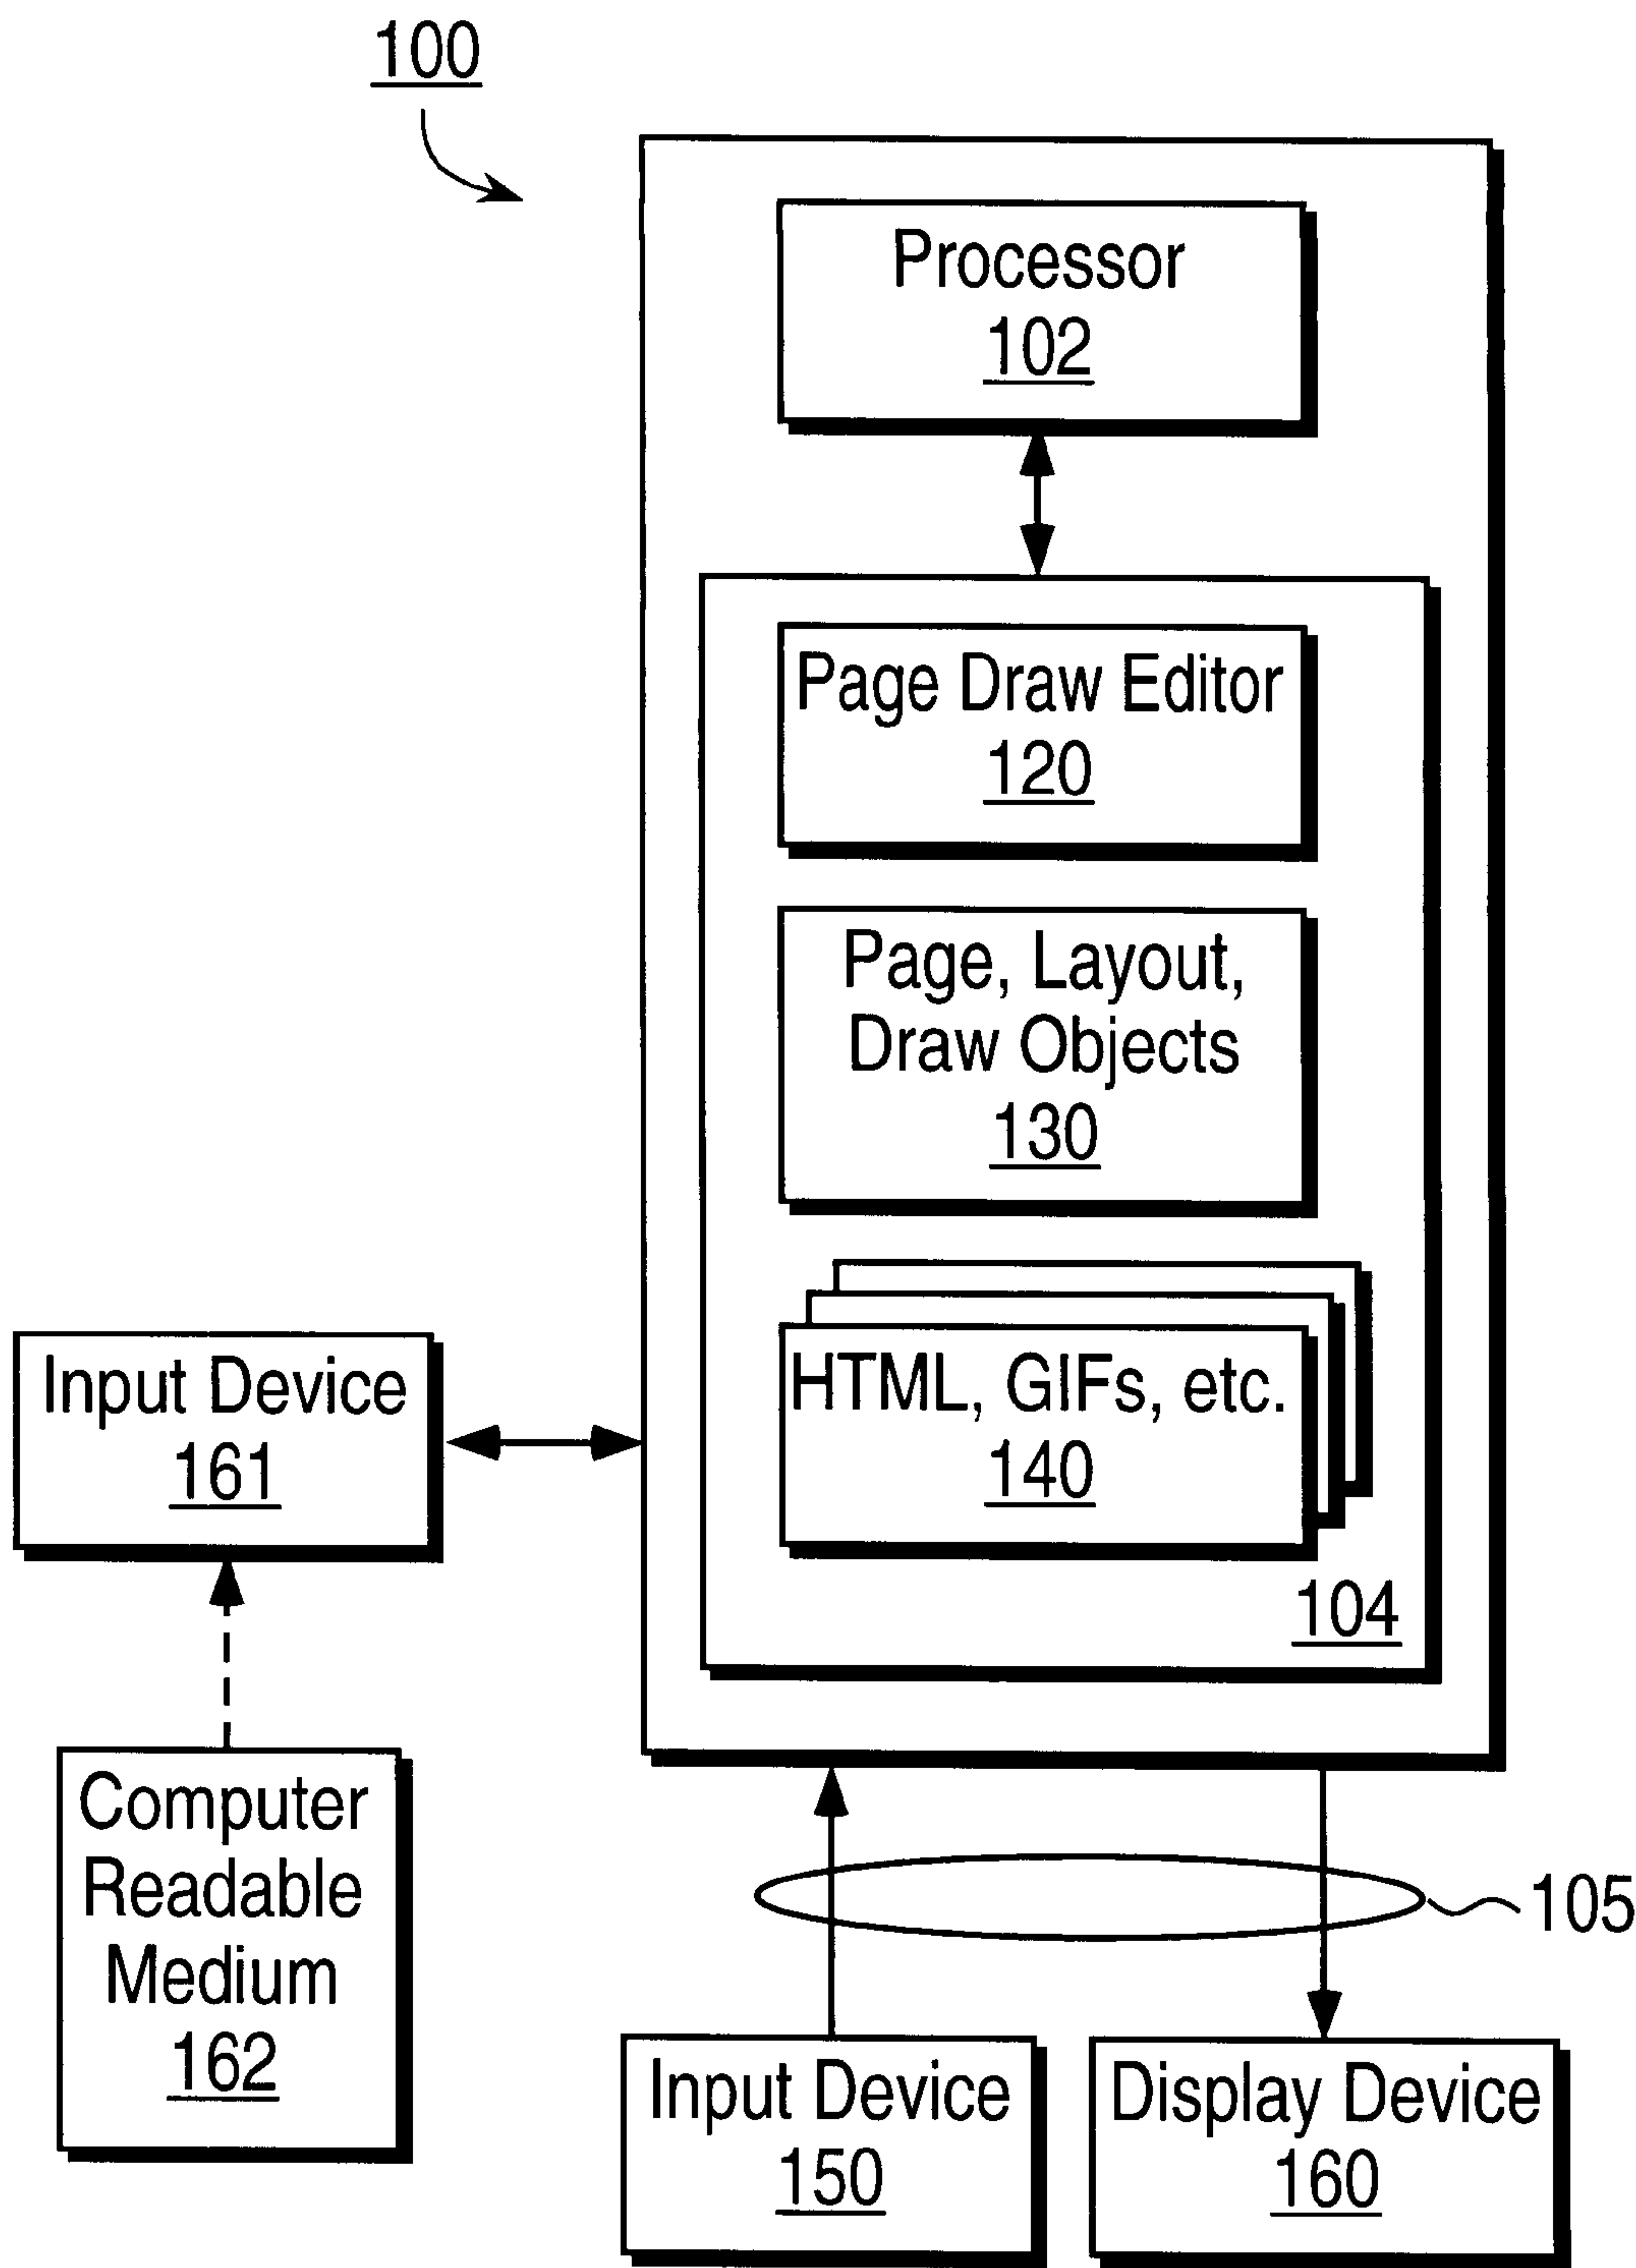 100
Processor
102
Page Draw Editor
120
Page, Layout,
Draw Objects
130
HTML, GIFs, etc.
140
104
Input Device
161
Computer
Readable
Medium
162
105
Input Device
150
Display Device
160